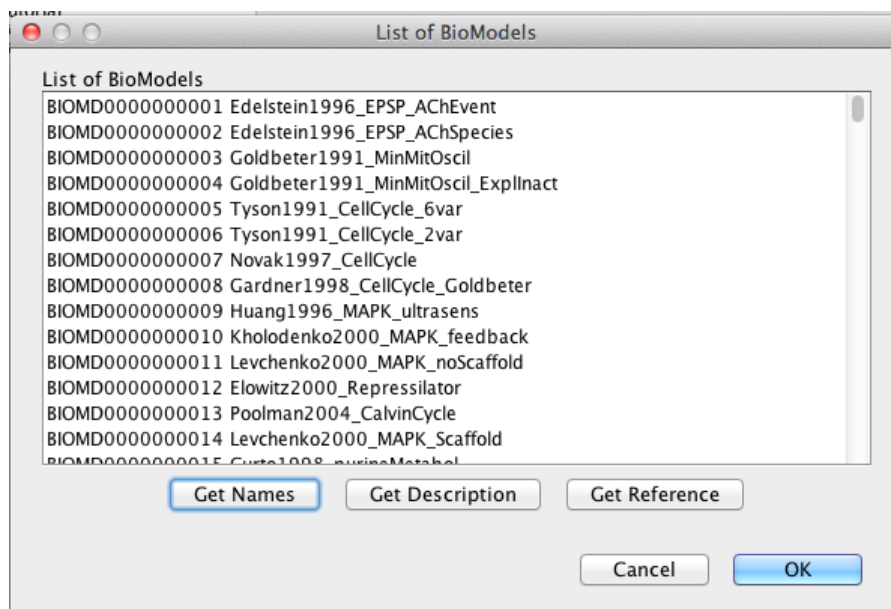 List of BioModels
List of BioModels
BIOMD0000000001 Edelstein1996_EPSP_AChEvent
BIOMD0000000002 Edelstein1996_EPSP_AChSpecies
BIOMD0000000003 Goldbeter1991_MinMitOscil
BIOMD0000000004 Goldbeter1991_MinMitOscil_ExplInact
BIOMD0000000005 Tyson1991_CellCycle_6var
BIOMD0000000006 Tyson1991_CellCycle_2var
BIOMD0000000007 Novak1997_CellCycle
BIOMD0000000008 Gardner1998_CellCycle_Goldbeter
BIOMD0000000009 Huang1996_MAPK_ultrasens
BIOMD0000000010 Kholodenko2000_MAPK_feedback
BIOMD0000000011 Levchenko2000_MAPK_noScaffold
BIOMD0000000012 Elowitz2000_Repressilator
BIOMD0000000013 Poolman2004_CalvinCycle
BIOMD0000000014 Levchenko2000_MAPK_Scaffold
BIOMD0000000015 Curto1998_purineMetabol
Get Names Get Description Get Reference
Cancel OK